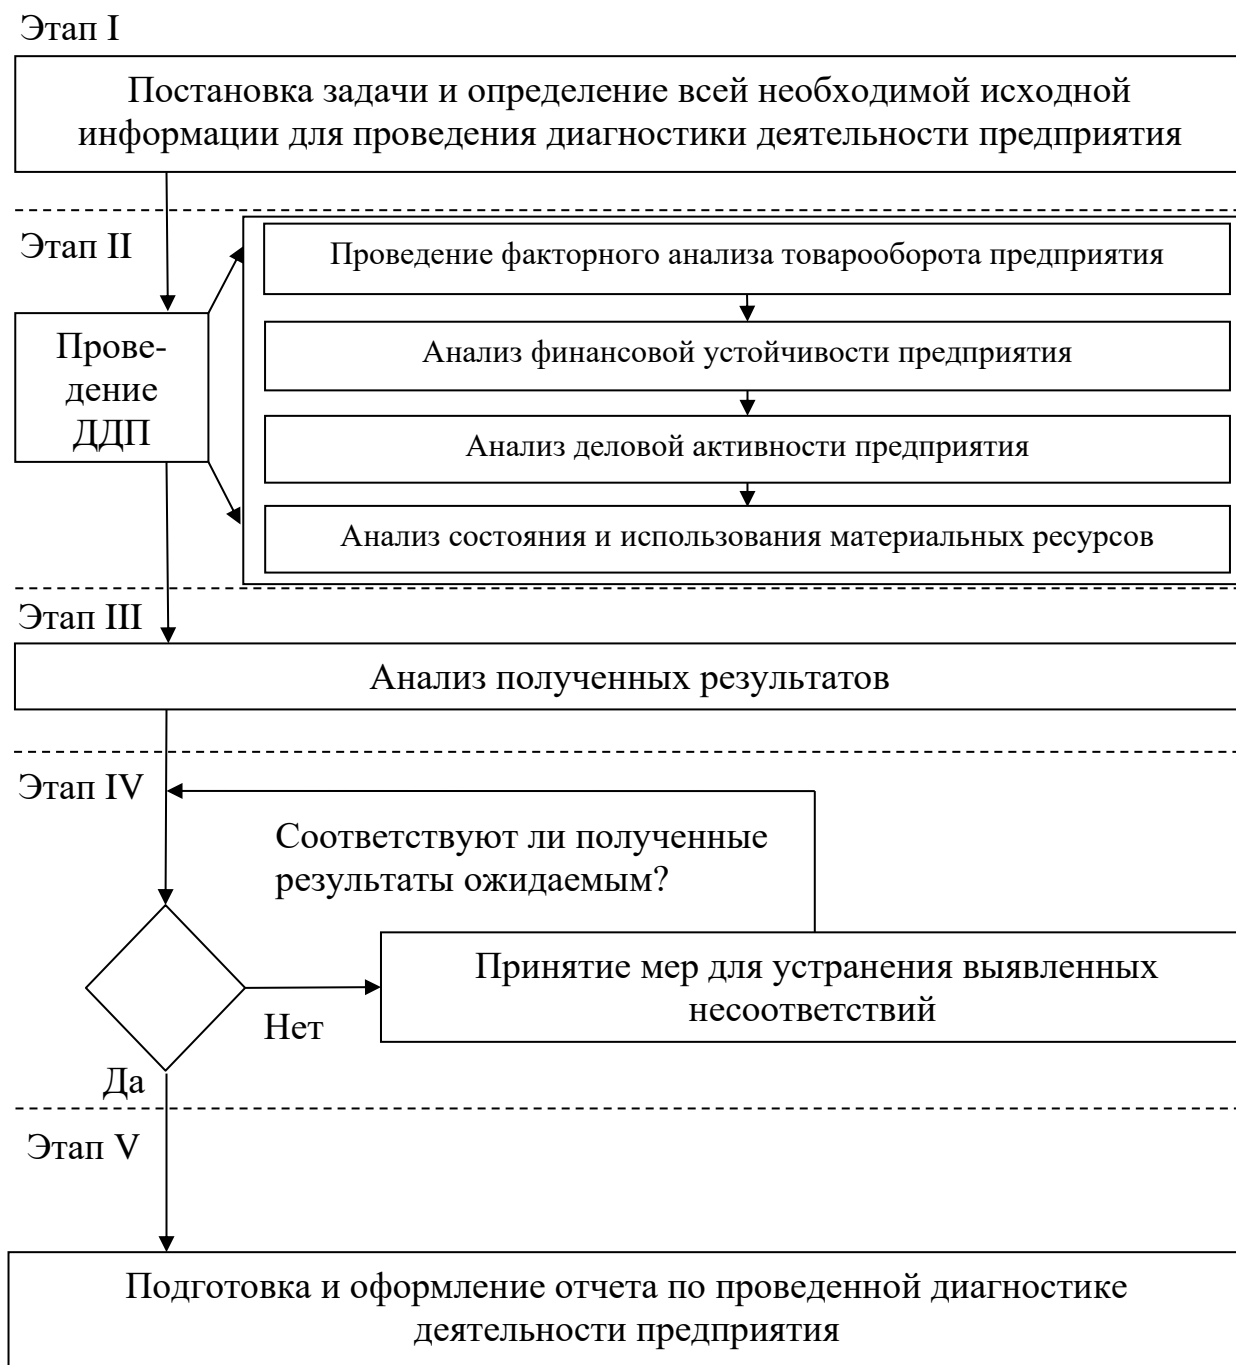 Этап I
Постановка задачи и определение всей необходимой исходной
информации для проведения диагностики деятельности предприятия
Этап II
Прове-
дение
ДДП
Проведение факторного анализа товарооборота предприятия
Анализ финансовой устойчивости предприятия
Анализ деловой активности предприятия
Анализ состояния и использования материальных ресурсов
Этап III
Анализ полученных результатов
Этап IV
Соответствуют ли полученные
результаты ожидаемым?
Принятие мер для устранения выявленных
несоответствий
Нет
Да
Этап V
Подготовка и оформление отчета по проведенной диагностике
деятельности предприятия